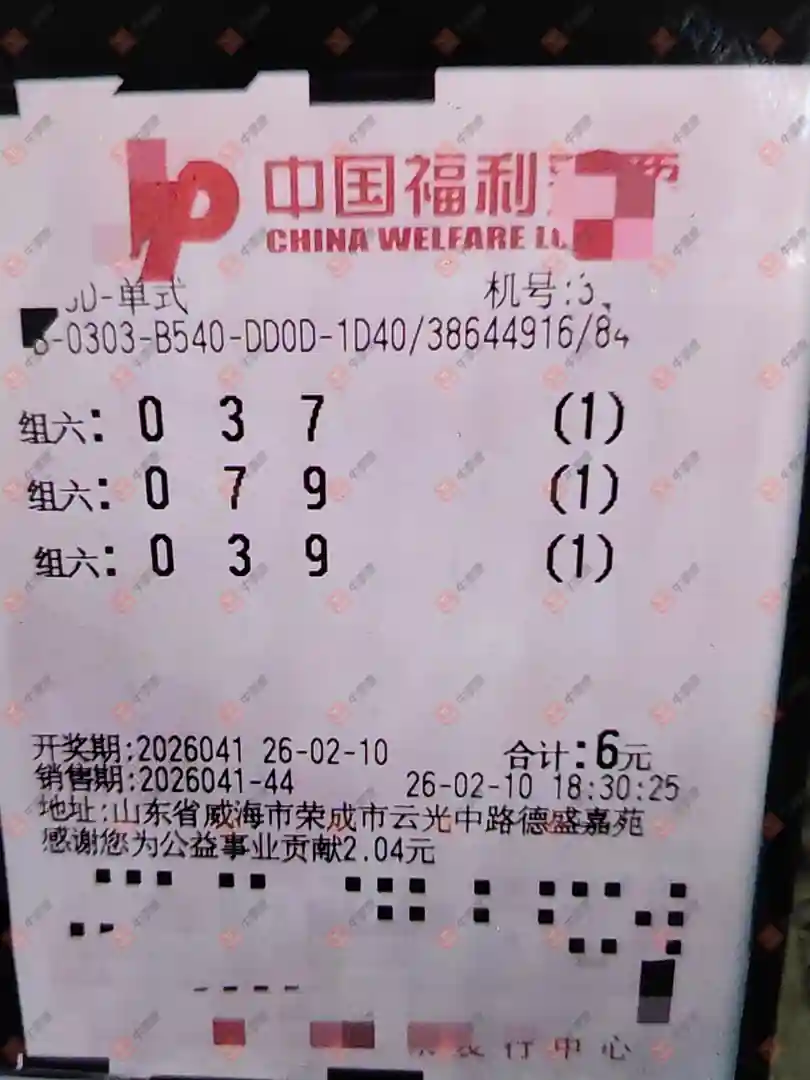 中国福利
CHINA WELFARE
-单式 机号:3
-0303-B540-DD0D-1D40/38644916/84
组六: 0 3 7 (1)
组六: 0 7 9 (1)
组六: 0 3 9 (1)
开奖期:2026041 26-02-10 合计:6元
销售期:2026041-44 26-02-10 18:30:25
地址:山东省威海市荣成市云光中路德盛嘉苑
感谢您为公益事业贡献2.04元
发行中心